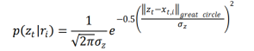 p(z_t|r_i) = \frac{1}{\sqrt{2\pi}\sigma_z} e^{-0.5\left(\frac{\|z_t - x_{t,i}\|_{great\ circle}}{\sigma_z}\right)^2}